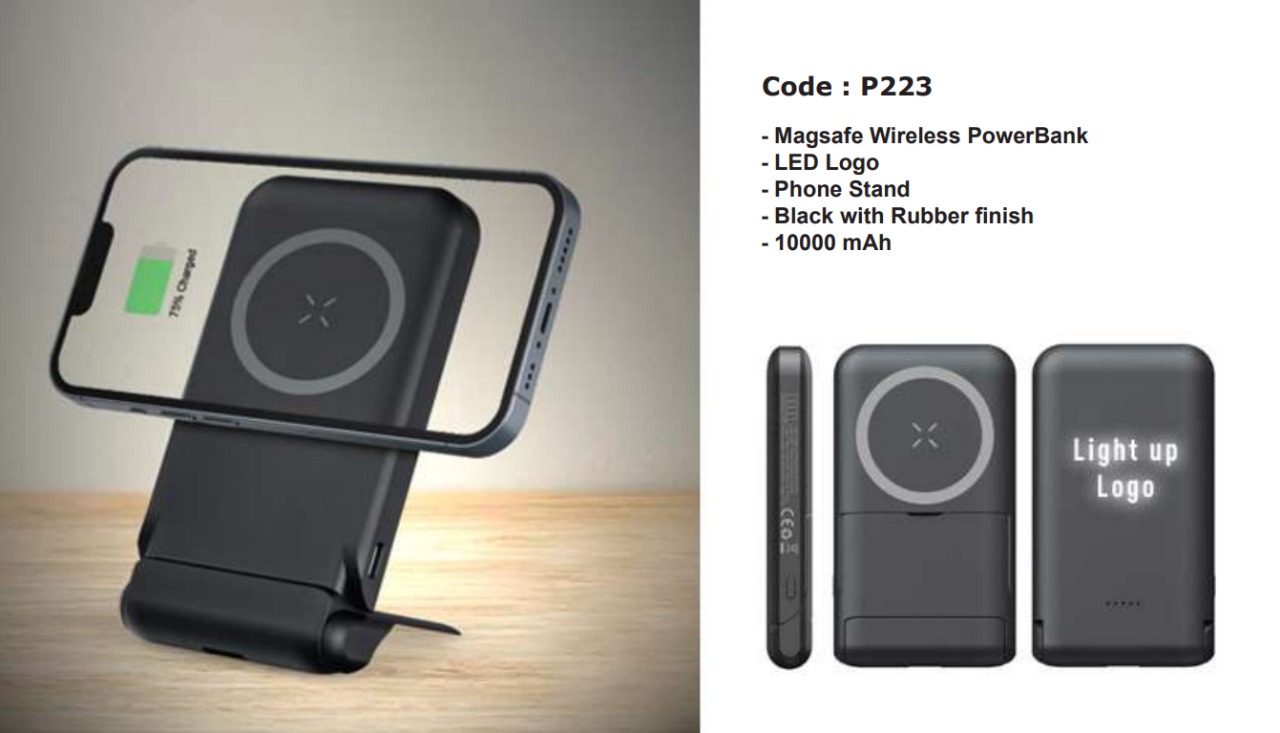 Code : P223
- Magsafe Wireless PowerBank
- LED Logo
- Phone Stand
- Black with Rubber finish
- 10000 mAh
75% Charged
CE
Light up
Logo